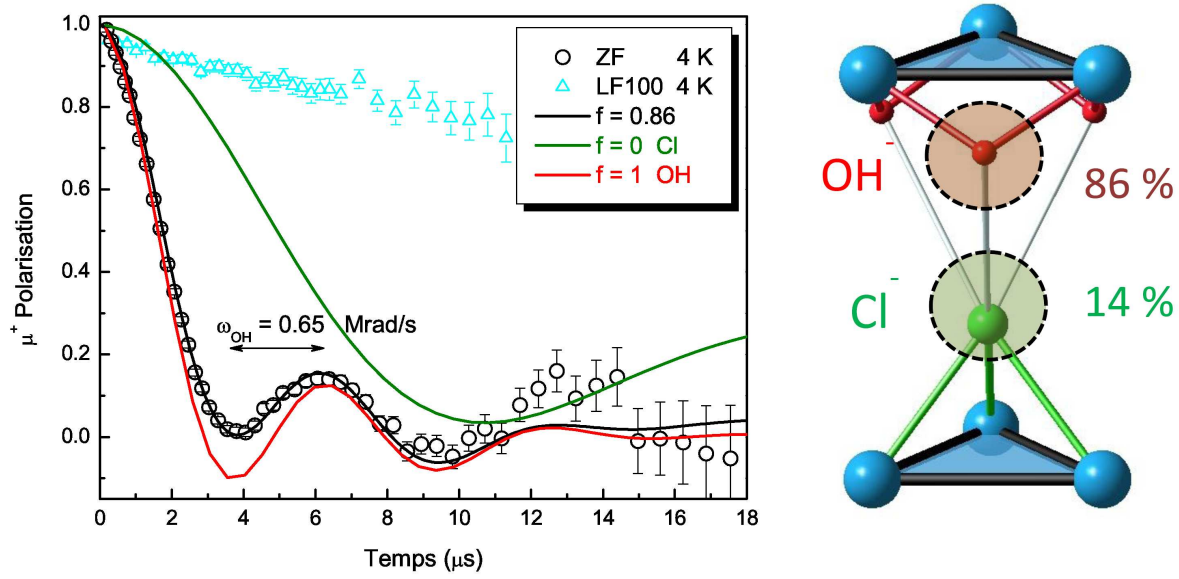 μ⁺ Polarisation
1.0
0.8
0.6
0.4
0.2
0.0
0 2 4 6 8 10 12 14 16 18
Temps (μs)
ZF 4 K
LF100 4 K
f = 0.86
f = 0 Cl
f = 1 OH
ω_OH = 0.65 Mrad/s
OH⁻
86 %
Cl⁻
14 %